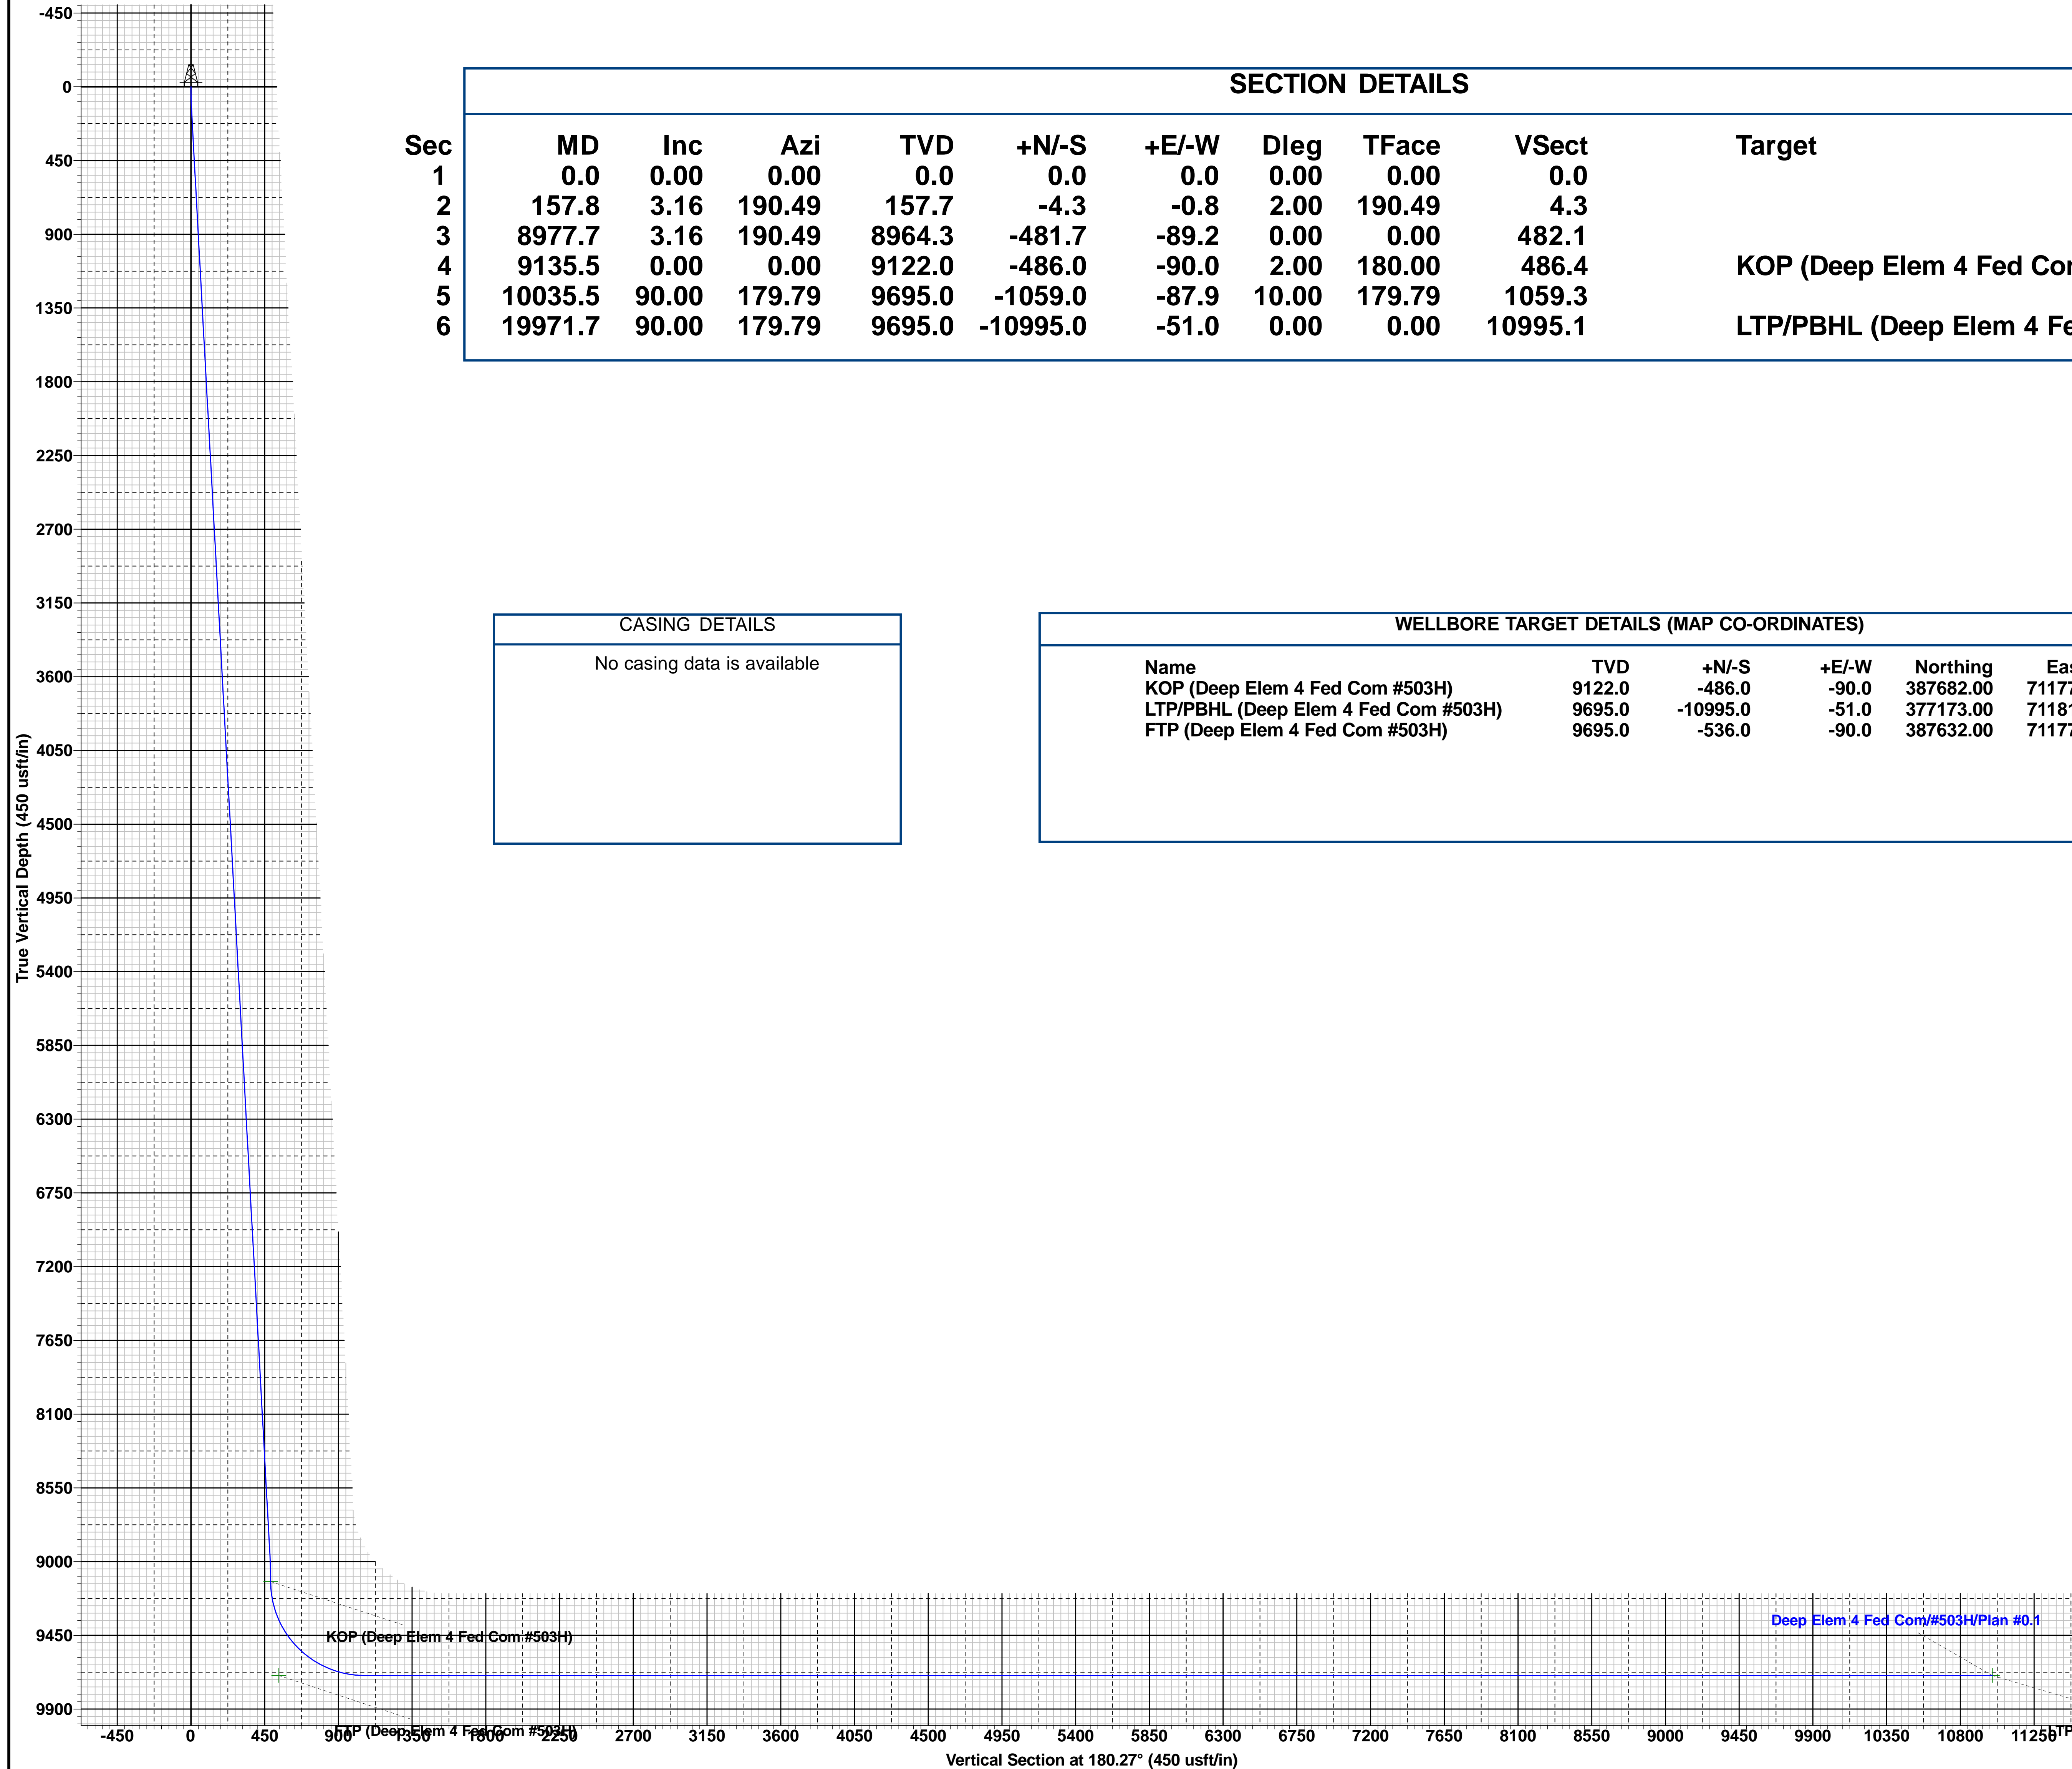 SECTION DETAILS
Sec MD Inc Azi TVD +N/-S +E/-W Dleg TFace VSect Target
1 0.0 0.00 0.00 0.0 0.0 0.0 0.00 0.00 0.0
2 157.8 3.16 190.49 157.7 -4.3 -0.8 2.00 190.49 4.3
3 8977.7 3.16 190.49 8964.3 -481.7 -89.2 0.00 0.00 482.1
4 9135.5 0.00 0.00 9122.0 -486.0 -90.0 2.00 180.00 486.4 KOP (Deep Elem 4 Fed Com
5 10035.5 90.00 179.79 9695.0 -1059.0 -87.9 10.00 179.79 1059.3
6 19971.7 90.00 179.79 9695.0 -10995.0 -51.0 0.00 0.00 10995.1 LTP/PBHL (Deep Elem 4 Fe
CASING DETAILS
No casing data is available
WELLBORE TARGET DETAILS (MAP CO-ORDINATES)
Name TVD +N/-S +E/-W Northing Eas
KOP (Deep Elem 4 Fed Com #503H) 9122.0 -486.0 -90.0 387682.00 71177
LTP/PBHL (Deep Elem 4 Fed Com #503H) 9695.0 -10995.0 -51.0 377173.00 71181
FTP (Deep Elem 4 Fed Com #503H) 9695.0 -536.0 -90.0 387632.00 71177
True Vertical Depth (450 usft/in)
-450
0
450
900
1350
1800
2250
2700
3150
3600
4050
4500
4950
5400
5850
6300
6750
7200
7650
8100
8550
9000
9450
9900
Deep Elem 4 Fed Com/#503H/Plan #0.1
KOP (Deep Elem 4 Fed Com #503H)
FTP (Deep Elem 4 Fed Com #503H)
LTP
-450 0 450 900 1350 1800 2250 2700 3150 3600 4050 4500 4950 5400 5850 6300 6750 7200 7650 8100 8550 9000 9450 9900 10350 10800 11250
Vertical Section at 180.27° (450 usft/in)